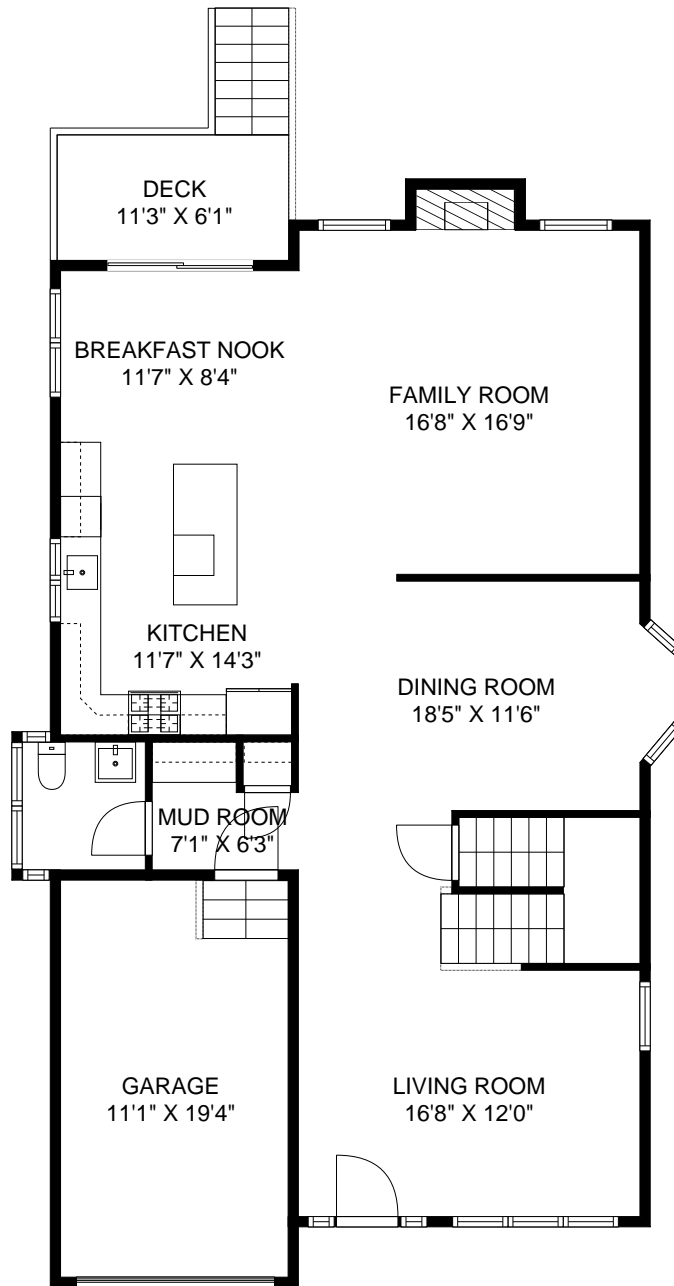 DECK
11'3" X 6'1"
BREAKFAST NOOK
11'7" X 8'4"
FAMILY ROOM
16'8" X 16'9"
KITCHEN
11'7" X 14'3"
DINING ROOM
18'5" X 11'6"
MUD ROOM
7'1" X 6'3"
GARAGE
11'1" X 19'4"
LIVING ROOM
16'8" X 12'0"